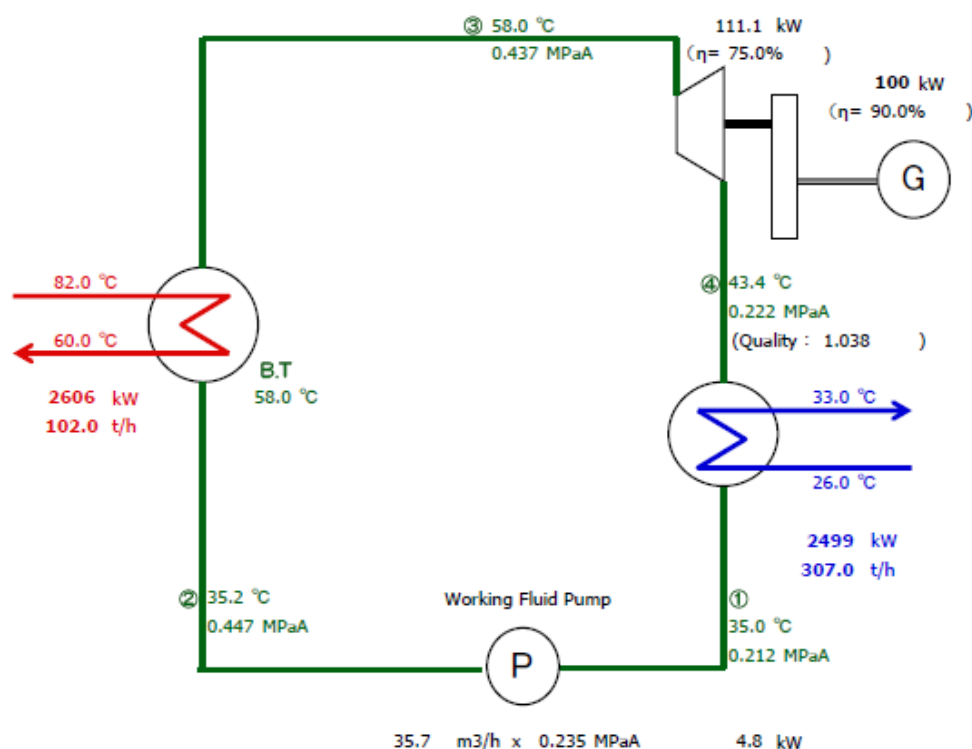 ③ 58.0 ℃
0.437 MPaA
111.1 kW
(η= 75.0% )
100 kW
(η= 90.0% )
G
82.0 ℃
60.0 ℃
B.T
58.0 ℃
2606 kW
102.0 t/h
④ 43.4 ℃
0.222 MPaA
(Quality : 1.038 )
33.0 ℃
26.0 ℃
2499 kW
307.0 t/h
② 35.2 ℃
0.447 MPaA
Working Fluid Pump
P
①
35.0 ℃
0.212 MPaA
35.7 m3/h x 0.235 MPaA 4.8 kW